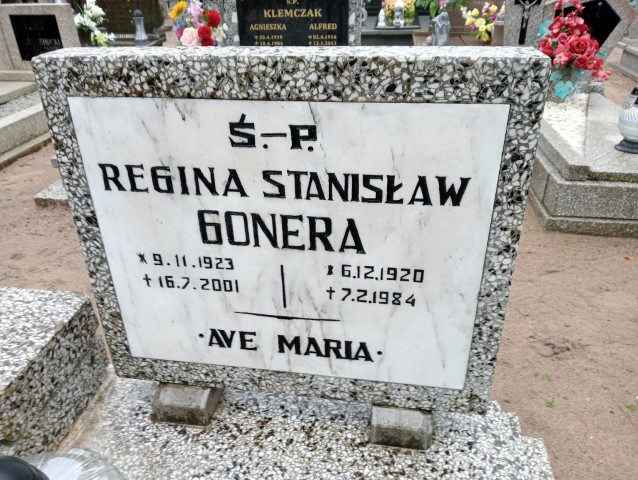 Ś.P.
KLEMCZAK
AGNIESZKA ALFRED
Ś.-P.
REGINA STANISŁAW
GONERA
* 9.11.1923 * 6.12.1920
† 16.7.2001 † 7.2.1984
· AVE MARIA ·